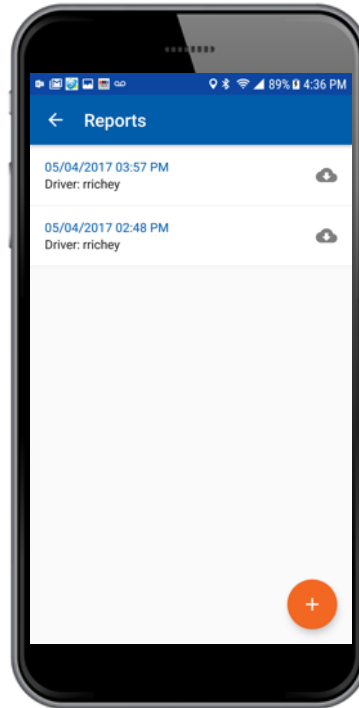 89% 4:36 PM
Reports
05/04/2017 03:57 PM
Driver: rrichey
05/04/2017 02:48 PM
Driver: rrichey